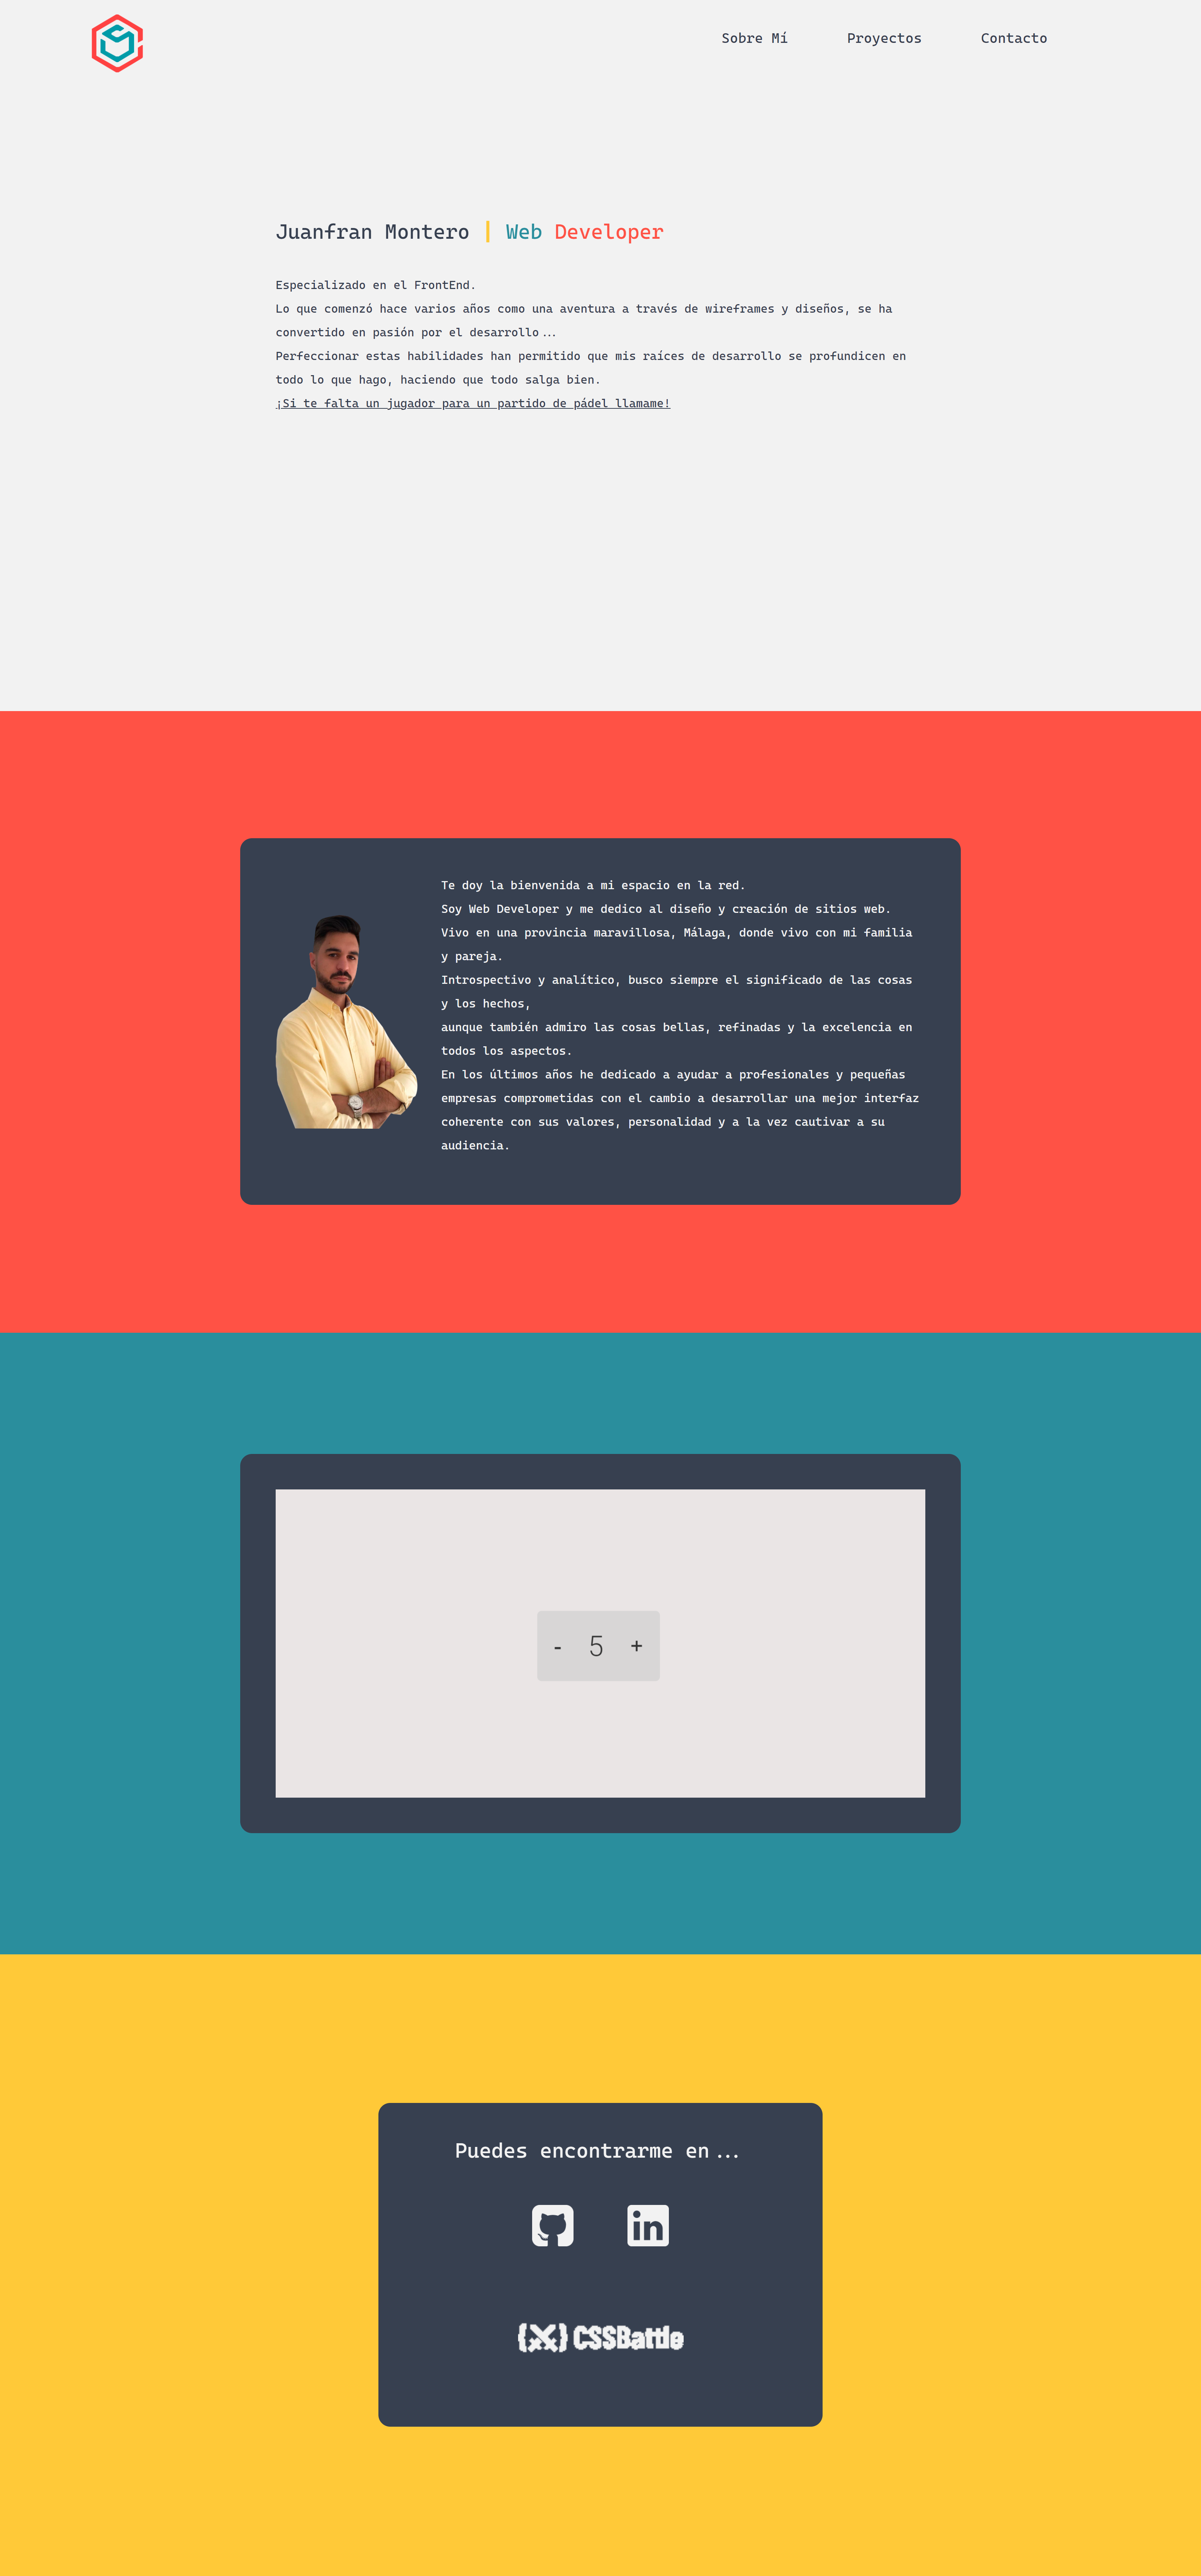 Sobre Mí Proyectos Contacto
Juanfran Montero | Web Developer
Especializado en el FrontEnd.
Lo que comenzó hace varios años como una aventura a través de wireframes y diseños, se ha
convertido en pasión por el desarrollo...
Perfeccionar estas habilidades han permitido que mis raíces de desarrollo se profundicen en
todo lo que hago, haciendo que todo salga bien.
¡Si te falta un jugador para un partido de pádel llamame!
Te doy la bienvenida a mi espacio en la red.
Soy Web Developer y me dedico al diseño y creación de sitios web.
Vivo en una provincia maravillosa, Málaga, donde vivo con mi familia
y pareja.
Introspectivo y analítico, busco siempre el significado de las cosas
y los hechos,
aunque también admiro las cosas bellas, refinadas y la excelencia en
todos los aspectos.
En los últimos años he dedicado a ayudar a profesionales y pequeñas
empresas comprometidas con el cambio a desarrollar una mejor interfaz
coherente con sus valores, personalidad y a la vez cautivar a su
audiencia.
- 5 +
Puedes encontrarme en...
in
{X} CSSBattle